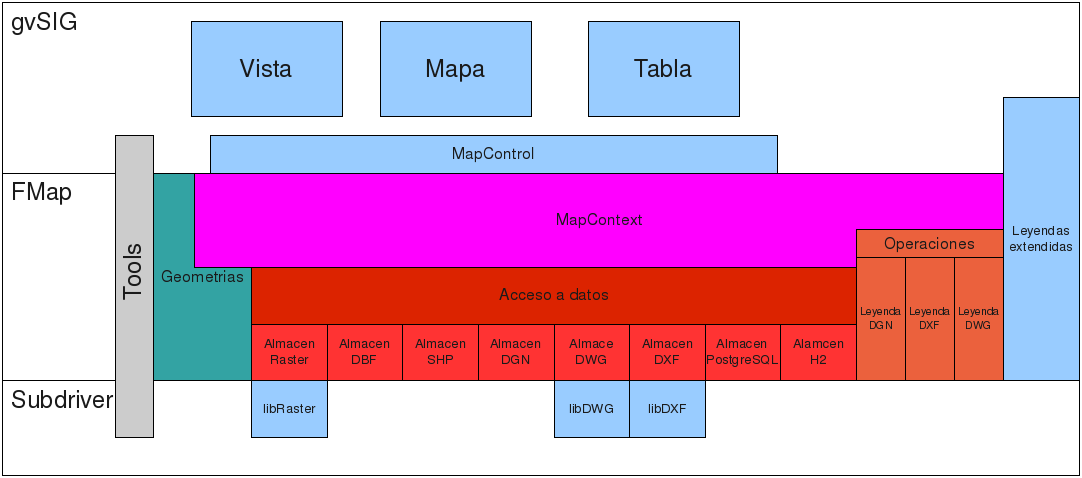 gvSIG
Vista
Mapa
Tabla
MapControl
FMap
MapContext
Leyendas
extendidas
Operaciones
Tools
Geometrias
Acceso a datos
Leyenda
DGN
Leyenda
DXF
Leyenda
DWG
Almacen
Raster
Almacen
DBF
Almacen
SHP
Almacen
DGN
Almace
DWG
Almacen
DXF
Almacen
PostgreSQL
Alamcen
H2
Subdriver
libRaster
libDWG
libDXF